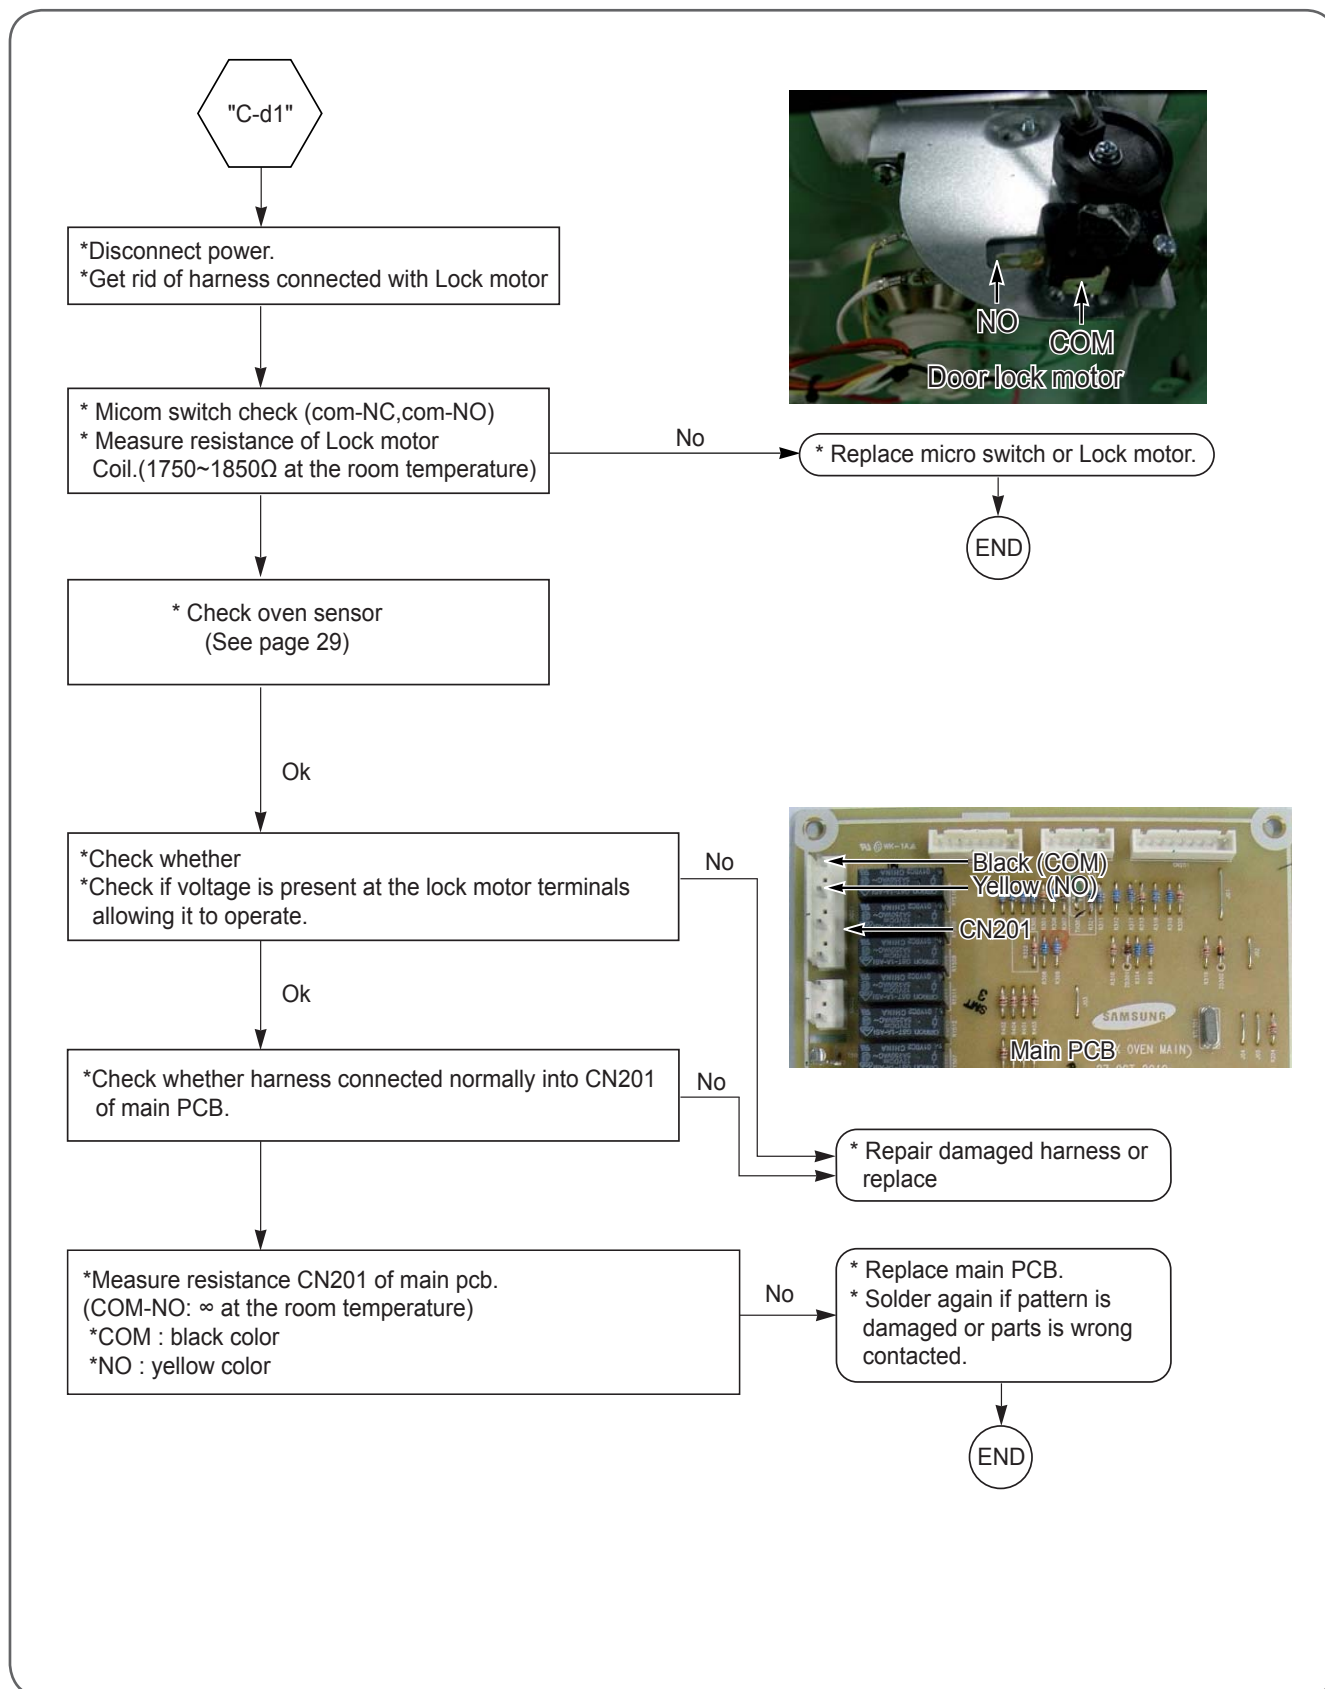 "C-d1"
*Disconnect power.
*Get rid of harness connected with Lock motor
NO
COM
Door lock motor
* Micom switch check (com-NC,com-NO)
* Measure resistance of Lock motor
Coil.(1750~1850Ω at the room temperature)
No
* Replace micro switch or Lock motor.
END
* Check oven sensor
(See page 29)
Ok
*Check whether
*Check if voltage is present at the lock motor terminals
allowing it to operate.
No
Black (COM)
Yellow (NO)
CN201
SMT
3
SAMSUNG
Main PCB
OVEN MAIN)
Ok
*Check whether harness connected normally into CN201
of main PCB.
No
* Repair damaged harness or
replace
*Measure resistance CN201 of main pcb.
(COM-NO: ∞ at the room temperature)
*COM : black color
*NO : yellow color
No
* Replace main PCB.
* Solder again if pattern is
damaged or parts is wrong
contacted.
END